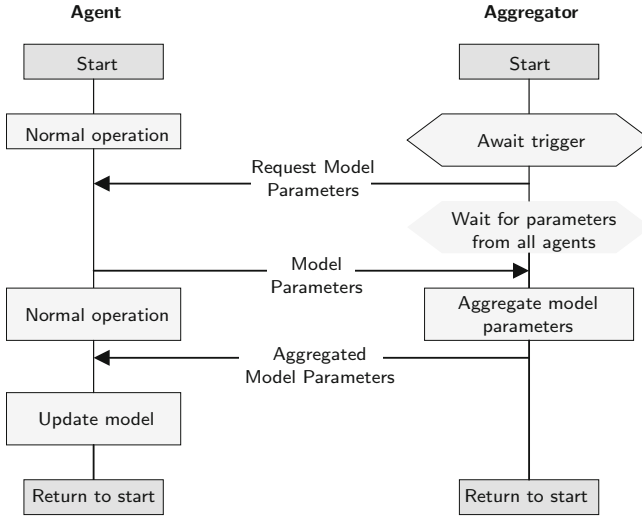 Agent
Aggregator
Start
Start
Normal operation
Await trigger
Request Model
Parameters
Wait for parameters
from all agents
Model
Parameters
Normal operation
Aggregate model
parameters
Aggregated
Model Parameters
Update model
Return to start
Return to start